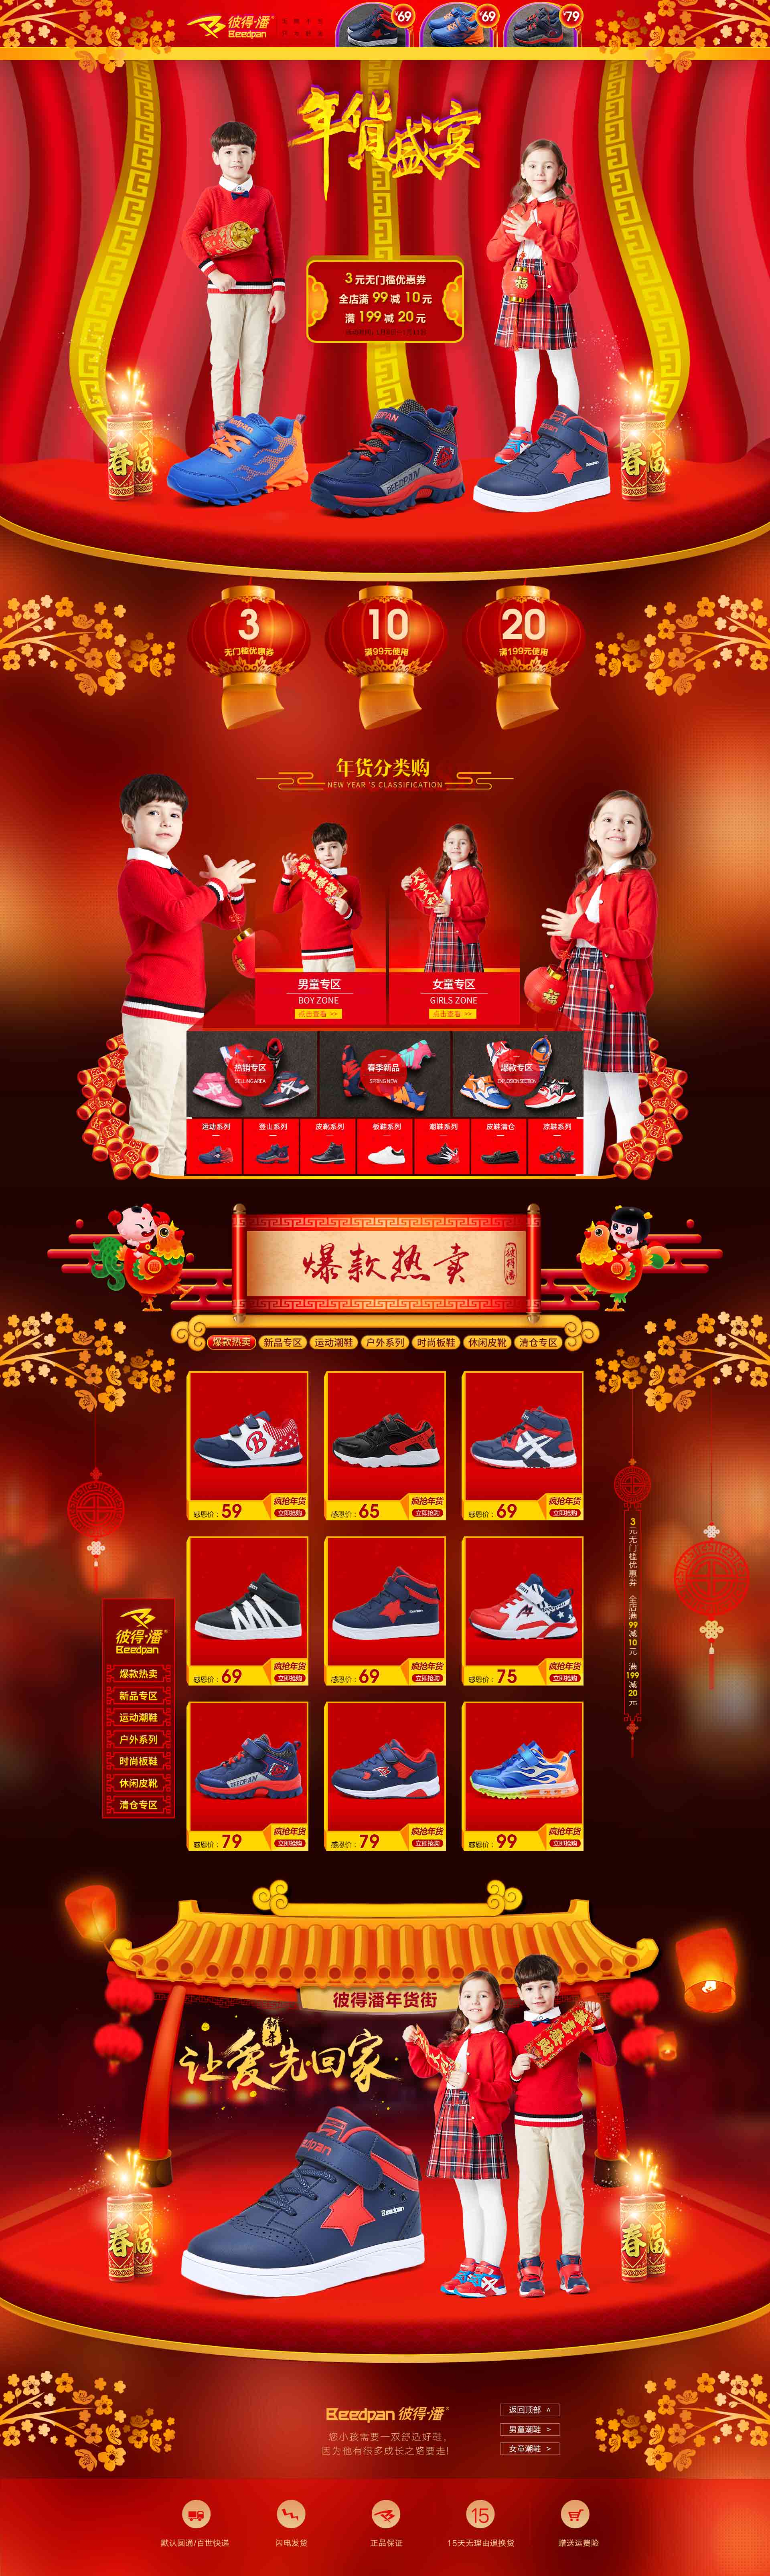 彼得·潘
Beedpan
¥69
¥69
¥79
年货盛宴
3元无门槛优惠券
全店满 99 减 10 元
满 199 减 20 元
福
BEEDPAN
Beedpan
春福
春福
3
无门槛优惠券
10
满99元使用
20
满199元使用
年货分类购
NEW YEAR 'S CLASSIFICATION
恭喜发财
大吉大利
福
男童专区
BOY ZONE
点击查看 >>
女童专区
GIRLS ZONE
点击查看 >>
热销专区
SELLING AREA
春季新品
SPRING NEW
爆款专区
EXPLOSION SECTION
运动系列
登山系列
皮靴系列
板鞋系列
潮鞋系列
皮鞋清仓
凉鞋系列
爆款热卖
彼得潘
爆款热卖
新品专区
运动潮鞋
户外系列
时尚板鞋
休闲皮靴
清仓专区
感恩价：59
疯抢年货
立即抢购
感恩价：65
疯抢年货
立即抢购
感恩价：69
疯抢年货
立即抢购
感恩价：69
疯抢年货
立即抢购
感恩价：69
疯抢年货
立即抢购
感恩价：75
疯抢年货
立即抢购
感恩价：79
疯抢年货
立即抢购
感恩价：79
疯抢年货
立即抢购
感恩价：99
疯抢年货
立即抢购
彼得·潘
Beedpan
爆款热卖
新品专区
运动潮鞋
户外系列
时尚板鞋
休闲皮靴
清仓专区
3元无门槛优惠券
全店满99减10元
满199减20元
彼得潘年货街
新年
让爱先回家
恭喜发财
Beedpan
Beedpan
春福
春福
Beedpan 彼得·潘
您小孩需要一双舒适好鞋,
因为他有很多成长之路要走!
返回顶部 ∧
男童潮鞋 >
女童潮鞋 >
默认圆通/百世快递
闪电发货
正品保证
15
15天无理由退换货
赠送运费险